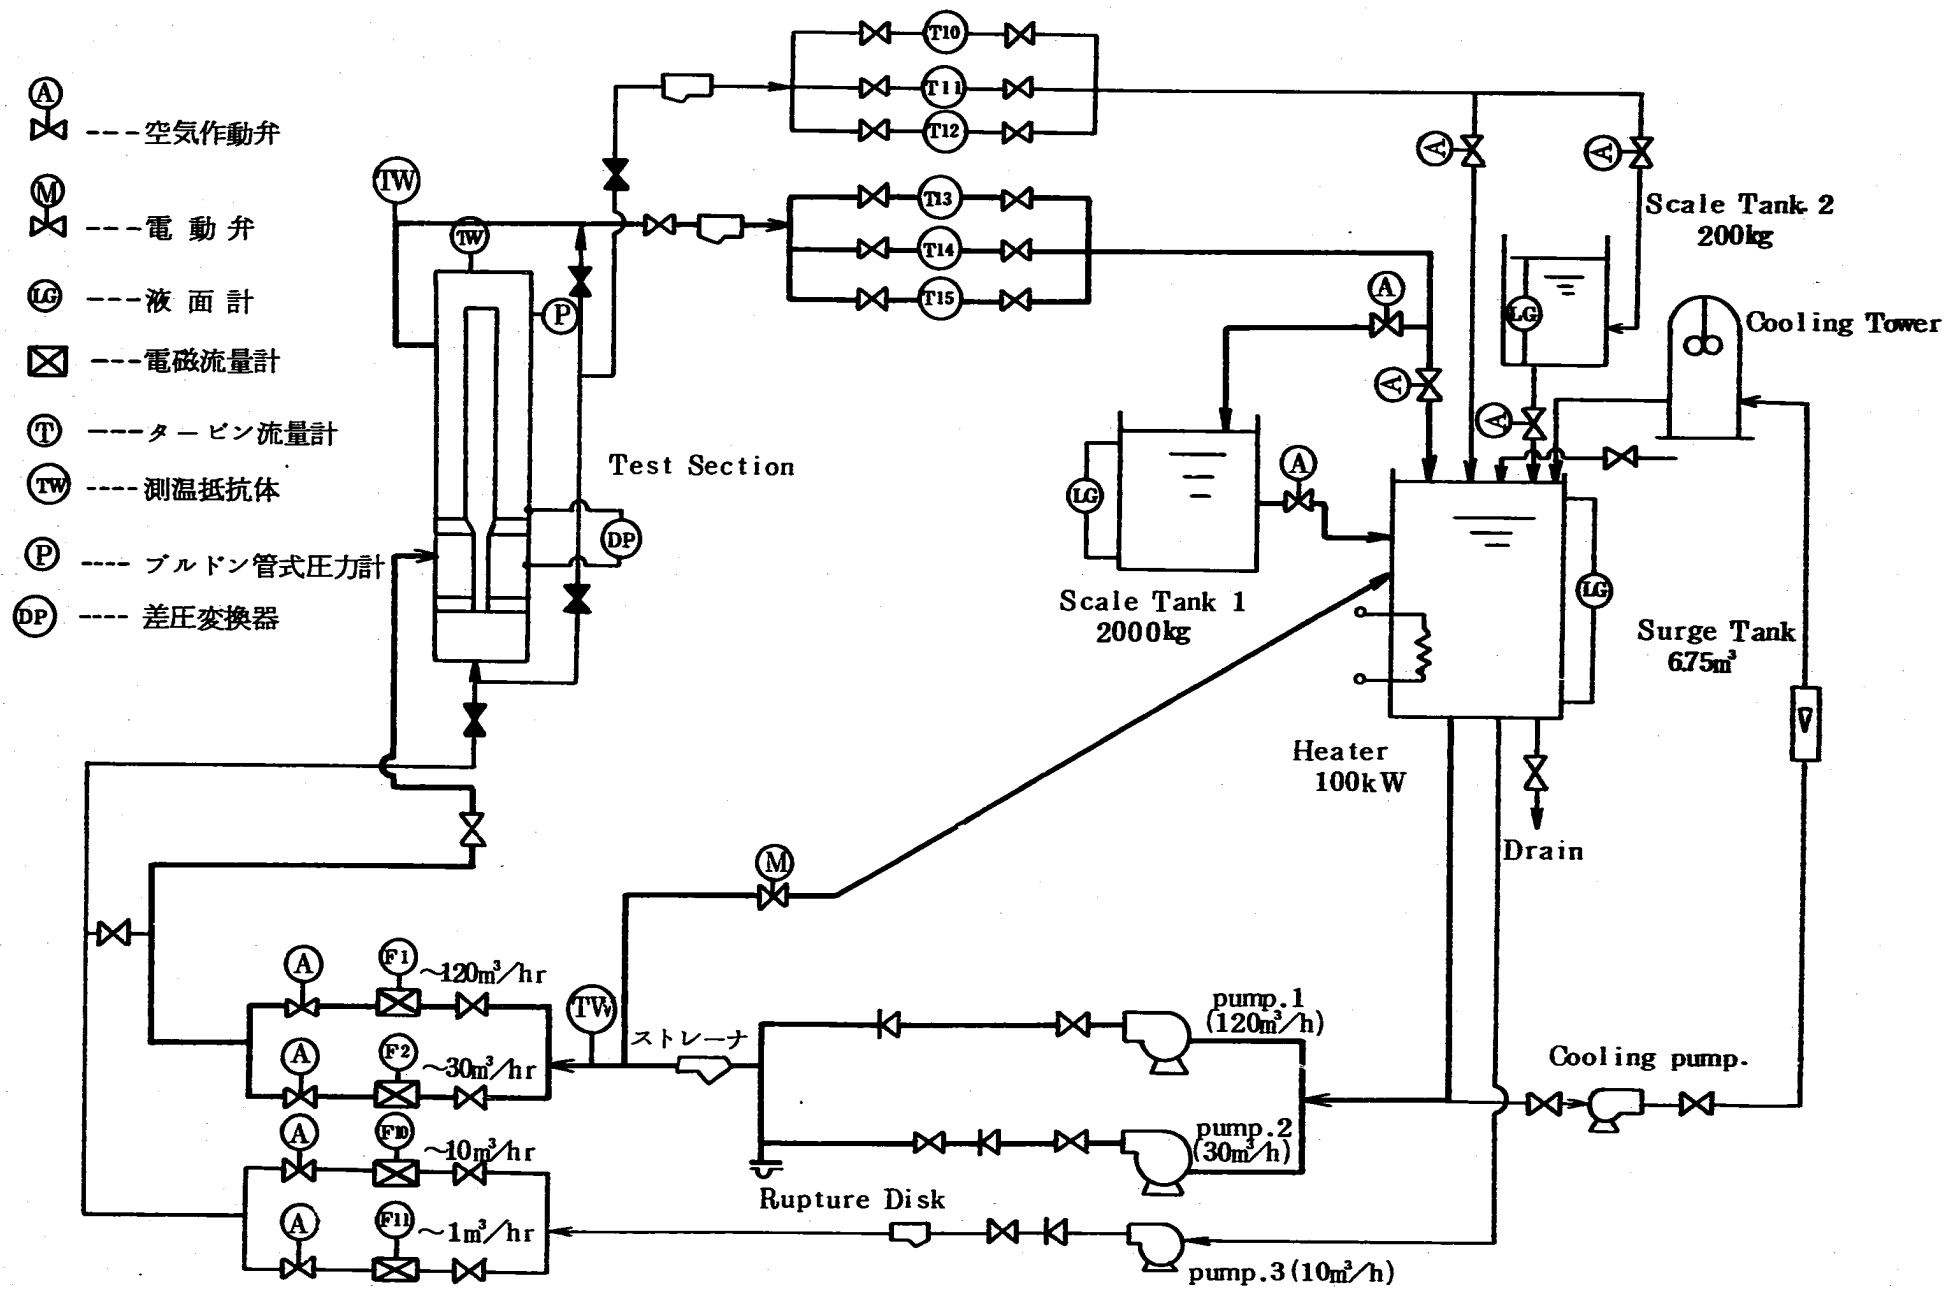 A
---- 空気作動弁
M
---- 電 動 弁
LG
---- 液 面 計
---- 電磁流量計
T
---- タービン流量計
TW
---- 測温抵抗体
P
---- ブルドン管式圧力計
DP
---- 差圧変換器
T10
T11
T12
TW
TW
T13
T14
T15
P
A
A
Scale Tank 2
200kg
LG
A
A
A
Cooling Tower
Test Section
DP
LG
A
Scale Tank 1
2000kg
LG
Surge Tank
6.75m³
Heater
100kW
Drain
M
A
F1
~120m³/hr
A
F2
~30m³/hr
A
F10
~10m³/hr
A
F11
~1m³/hr
TW
ストレーナ
pump.1
(120m³/h)
pump.2
(30m³/h)
Rupture Disk
Cooling pump.
pump.3 (10m³/h)